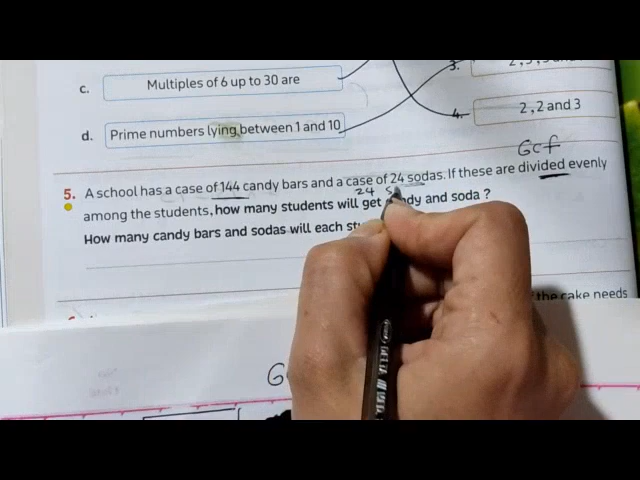 c. Multiples of 6 up to 30 are
3.
d. Prime numbers lying between 1 and 10
4. 2 , 2 and 3
Gcf
5. A school has a case of 144 candy bars and a case of 24 sodas. If these are divided evenly
24 s
among the students, how many students will get candy and soda ?
How many candy bars and sodas will each
the cake needs
G